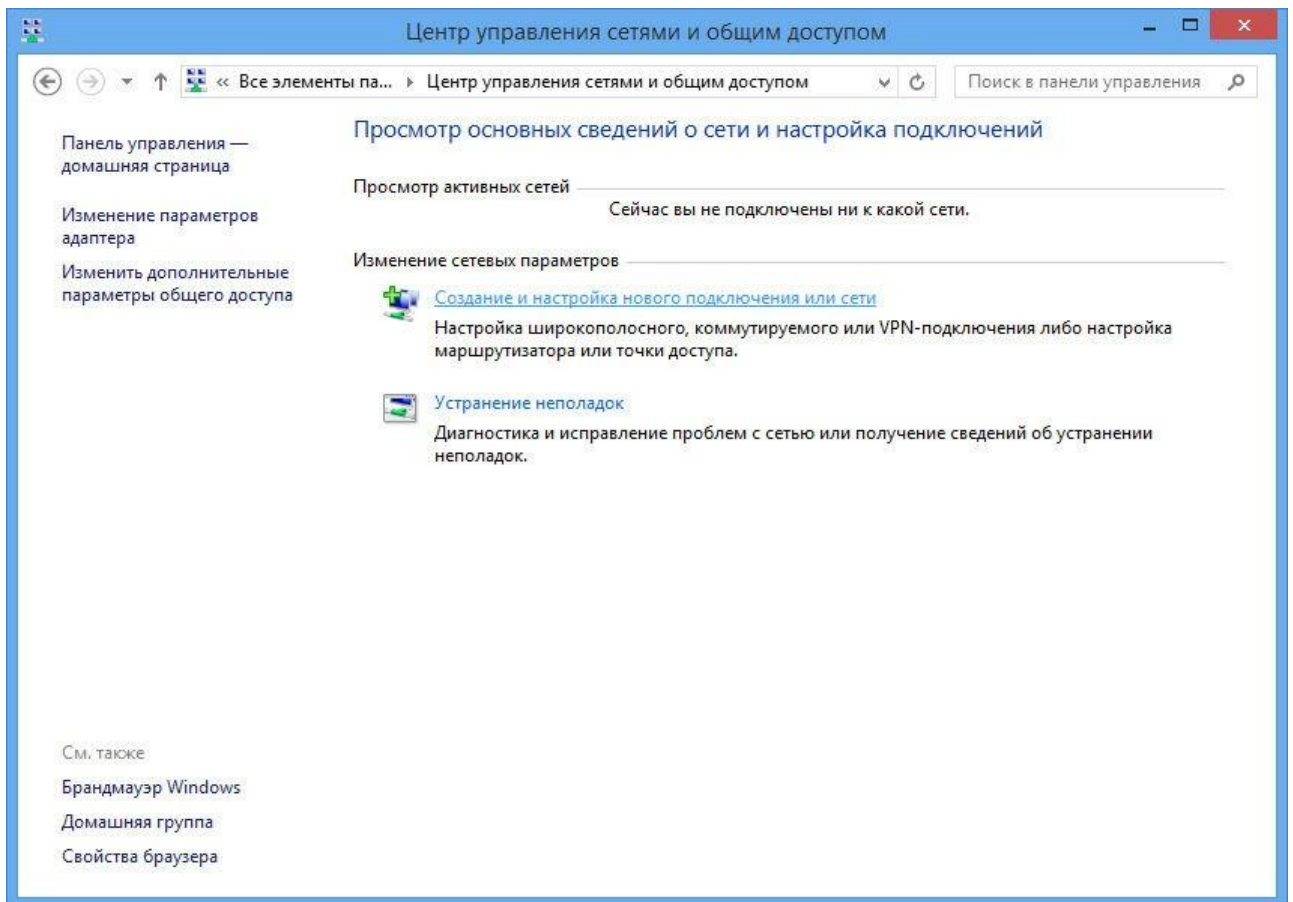 Центр управления сетями и общим доступом
« Все элементы па... Центр управления сетями и общим доступом
Поиск в панели управления
Панель управления —
домашняя страница
Изменение параметров
адаптера
Изменить дополнительные
параметры общего доступа
Просмотр основных сведений о сети и настройка подключений
Просмотр активных сетей
Сейчас вы не подключены ни к какой сети.
Изменение сетевых параметров
Создание и настройка нового подключения или сети
Настройка широкополосного, коммутируемого или VPN-подключения либо настройка
маршрутизатора или точки доступа.
Устранение неполадок
Диагностика и исправление проблем с сетью или получение сведений об устранении
неполадок.
См. также
Брандмауэр Windows
Домашняя группа
Свойства браузера